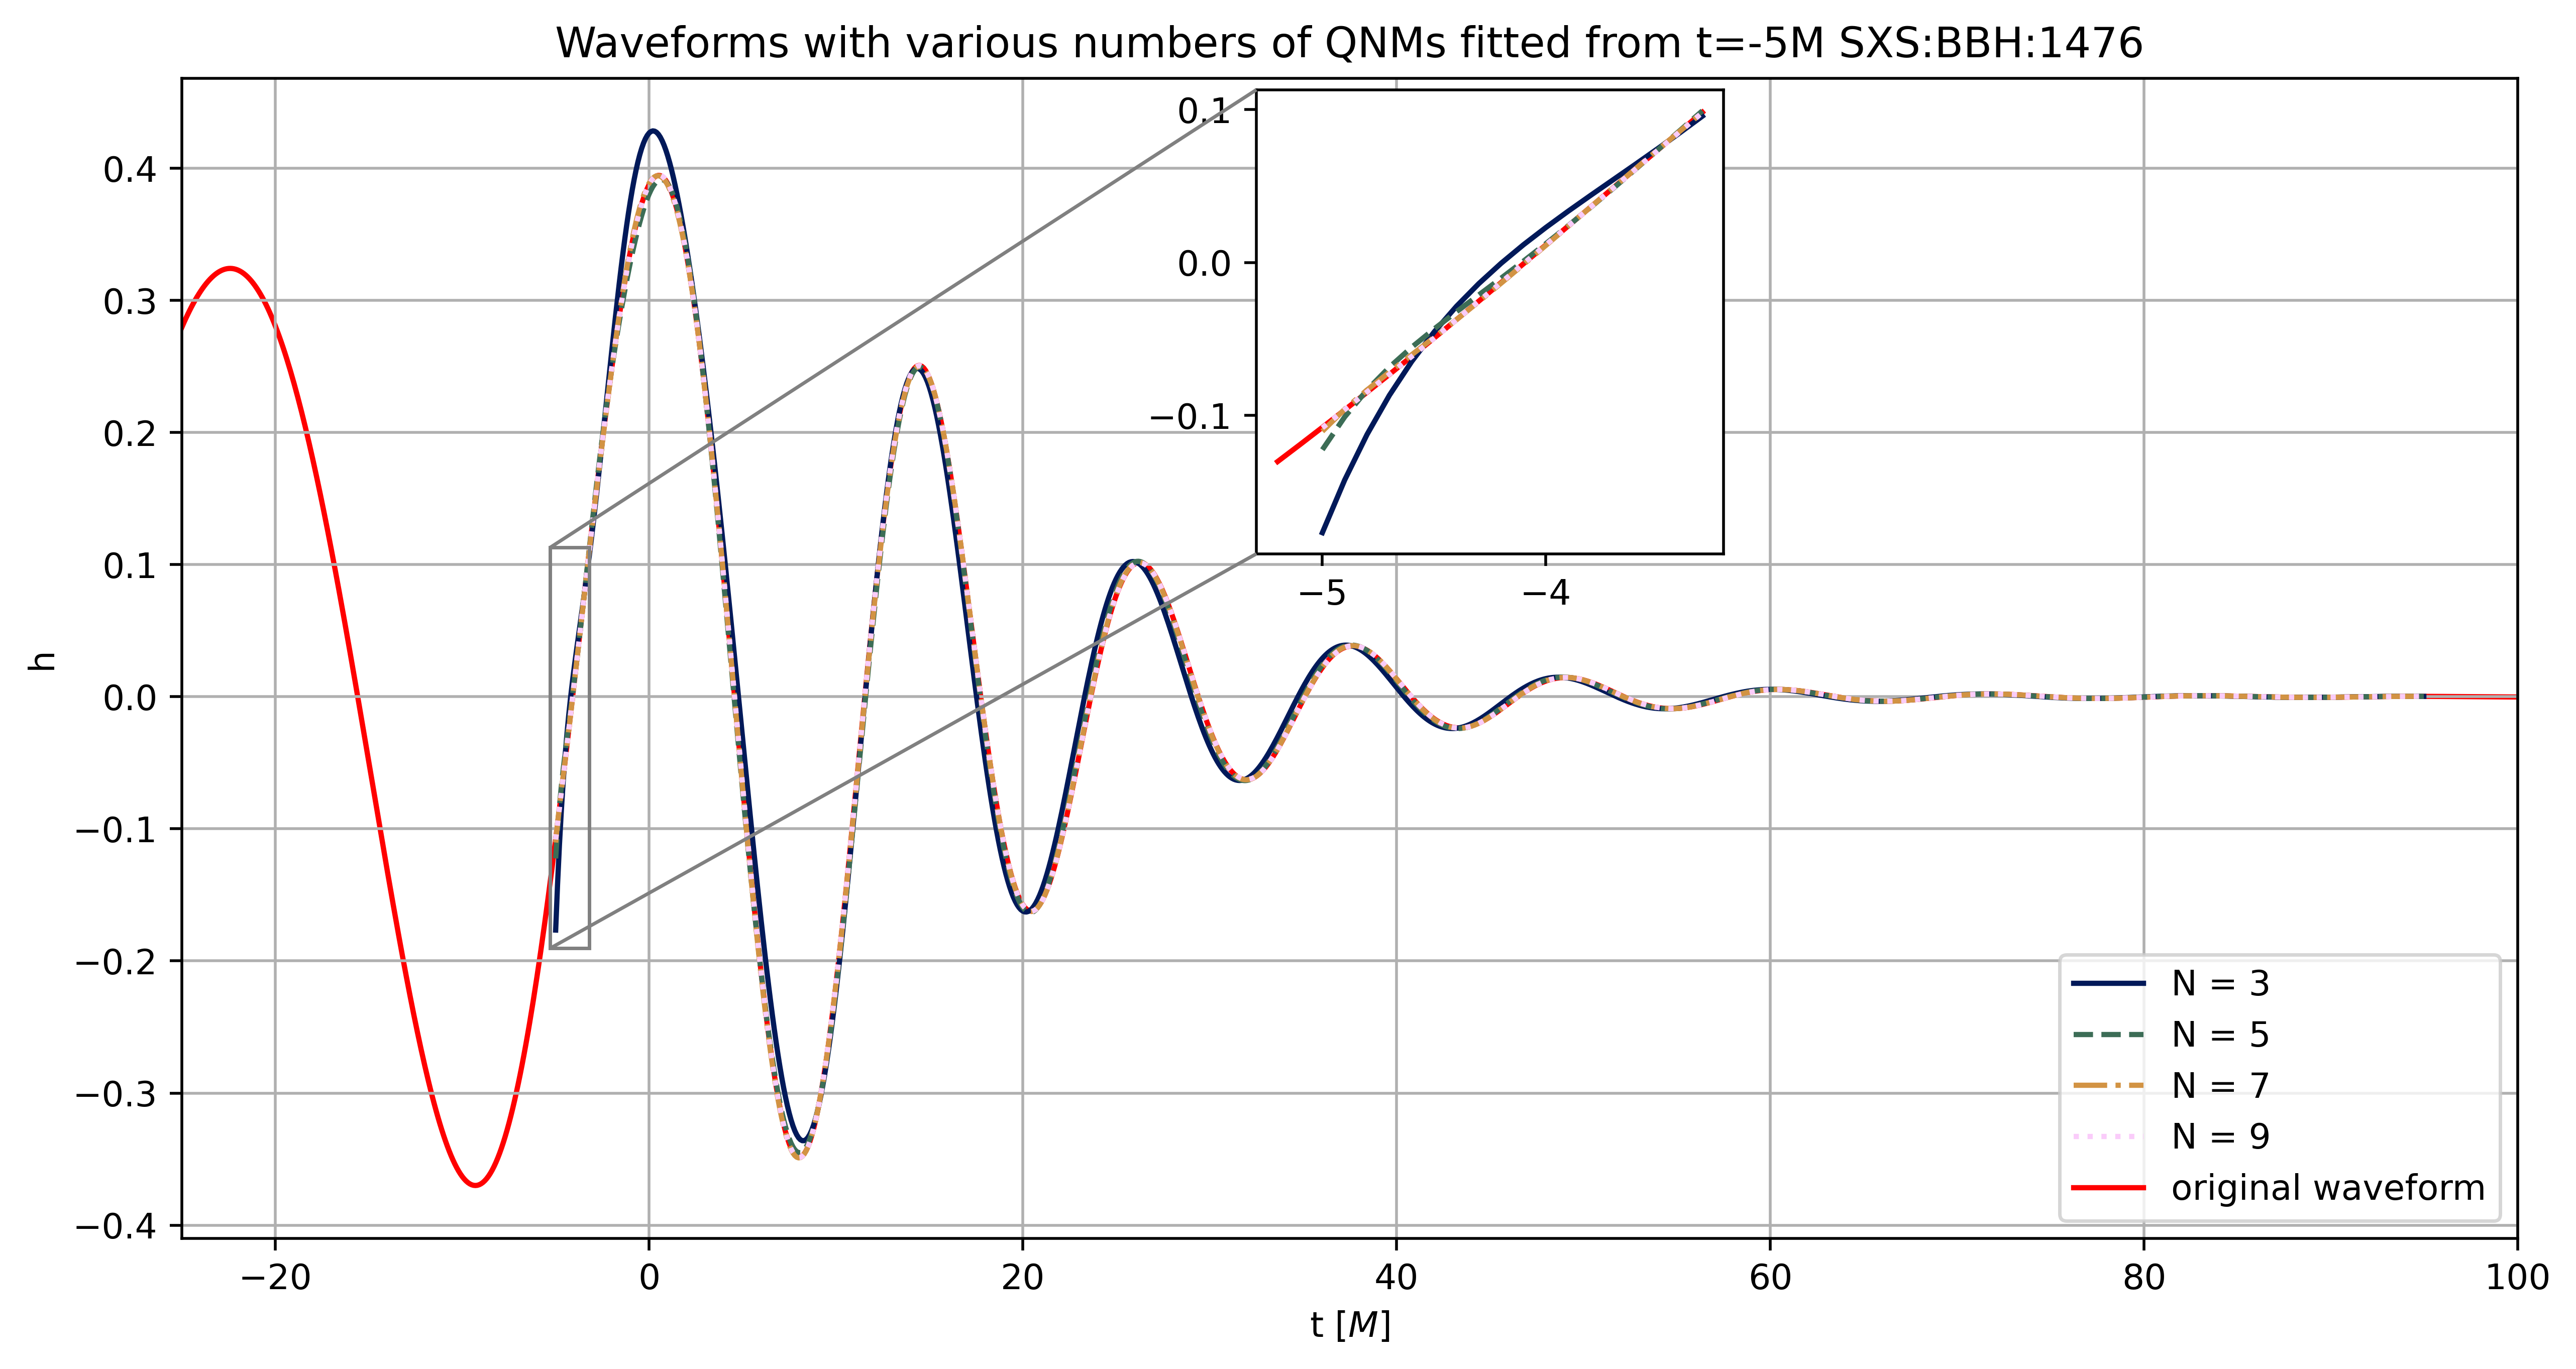 Waveforms with various numbers of QNMs fitted from t=-5M SXS:BBH:1476
0.4
0.3
0.2
0.1
0.0
−0.1
−0.2
−0.3
−0.4
h
0.1
0.0
−0.1
−5 −4
N = 3
N = 5
N = 7
N = 9
original waveform
−20 0 20 40 60 80 100
t [M]